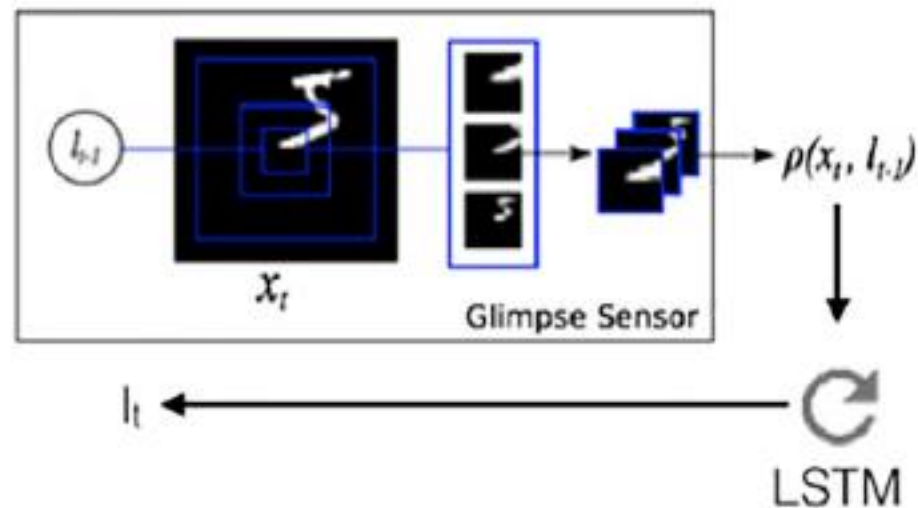 l_{t-1}
x_t
ρ(x_t, l_{t-1})
Glimpse Sensor
l_t
LSTM